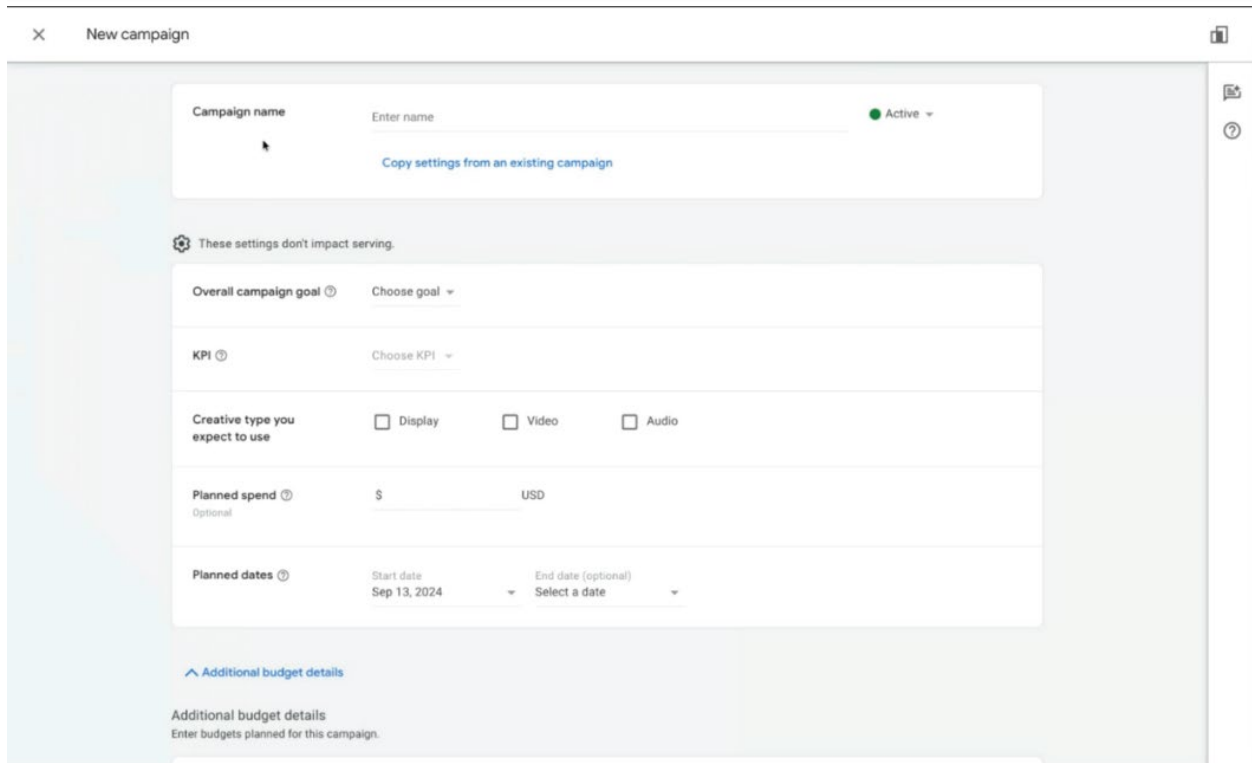 New campaign
Campaign name
Enter name
Active
Copy settings from an existing campaign
These settings don't impact serving.
Overall campaign goal
Choose goal
KPI
Choose KPI
Creative type you
expect to use
Display
Video
Audio
Planned spend
Optional
$
USD
Planned dates
Start date
Sep 13, 2024
End date (optional)
Select a date
Additional budget details
Additional budget details
Enter budgets planned for this campaign.